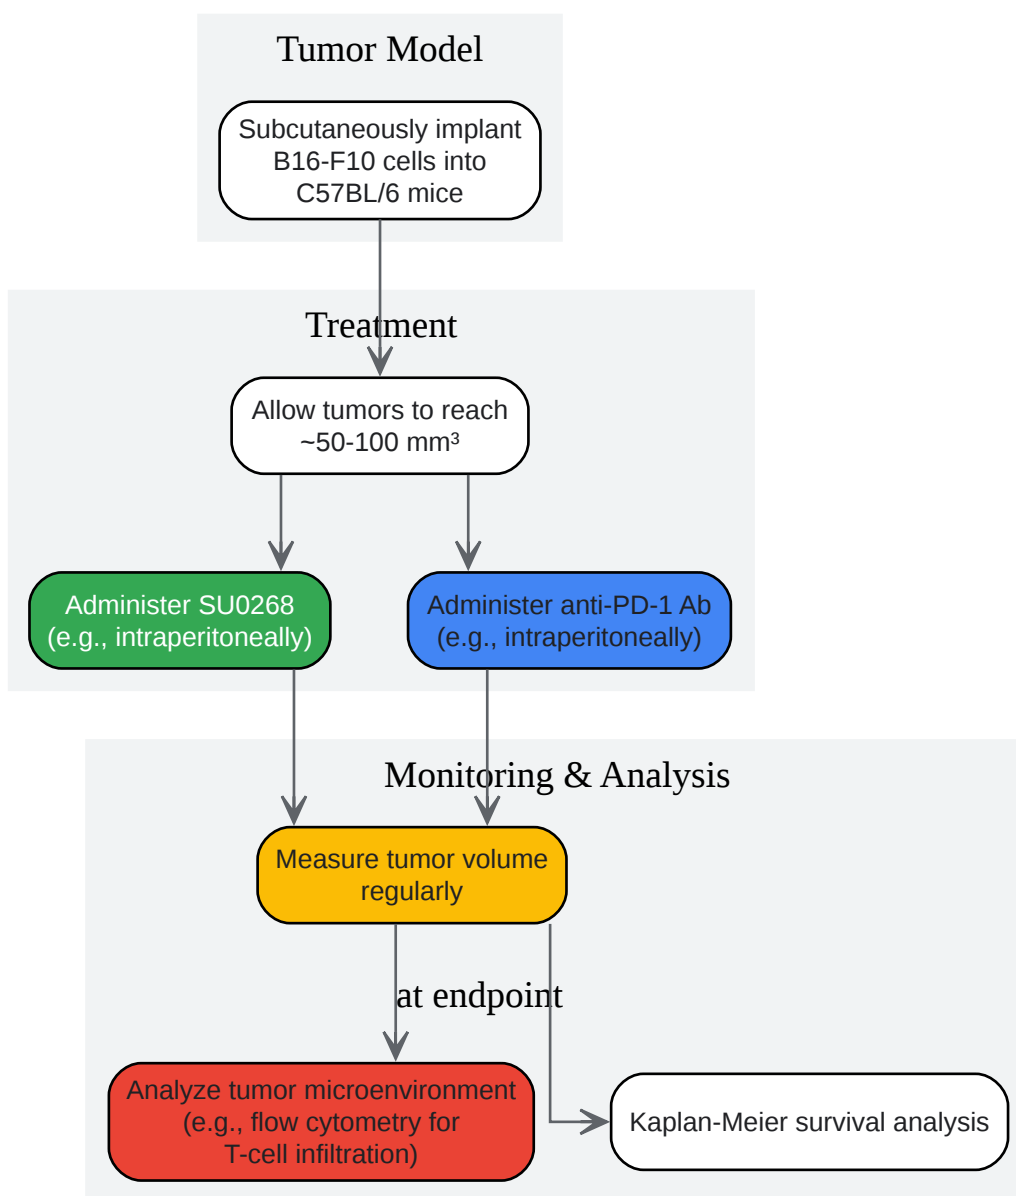 Tumor Model
Subcutaneously implant
B16-F10 cells into
C57BL/6 mice
Treatment
Allow tumors to reach
~50-100 mm³
Administer SU0268
(e.g., intraperitoneally)
Administer anti-PD-1 Ab
(e.g., intraperitoneally)
Monitoring & Analysis
Measure tumor volume
regularly
at endpoint
Analyze tumor microenvironment
(e.g., flow cytometry for
T-cell infiltration)
Kaplan-Meier survival analysis